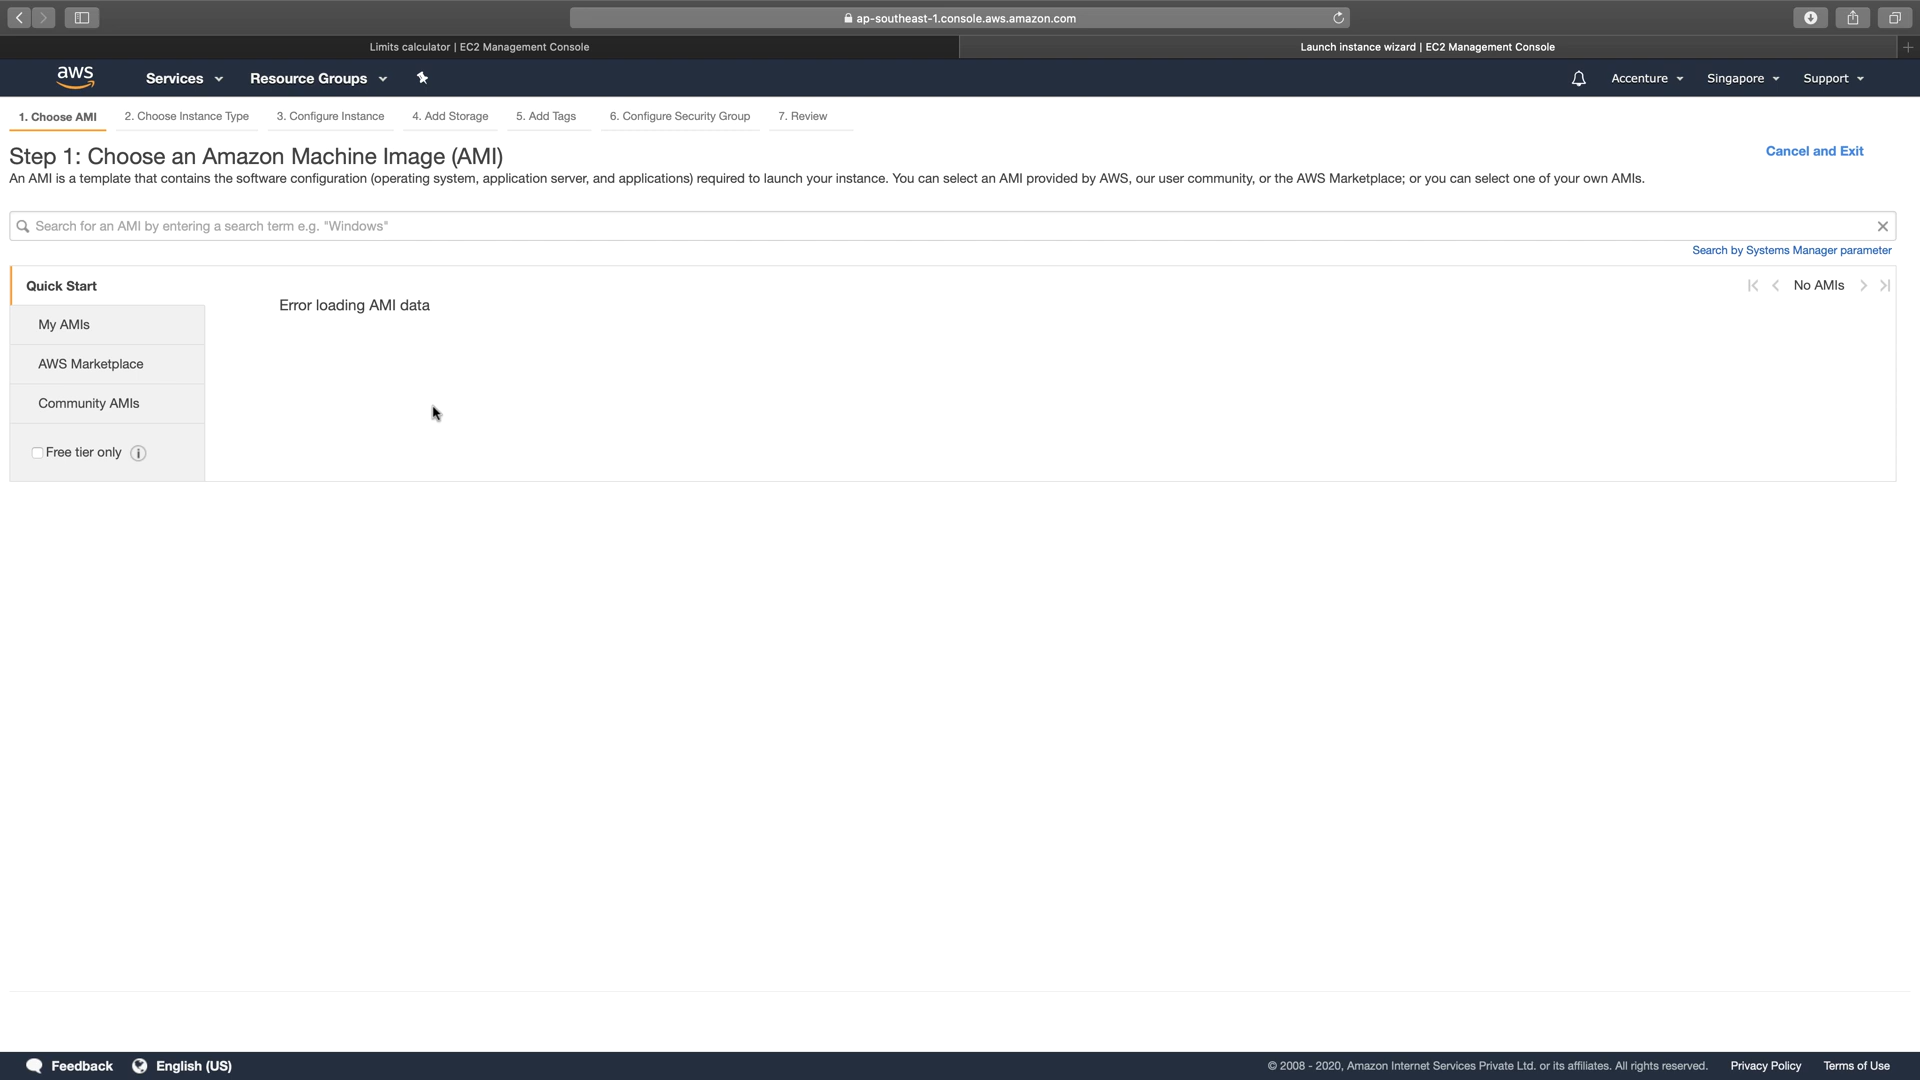 ap-southeast-1.console.aws.amazon.com
Limits calculator | EC2 Management Console
Launch instance wizard | EC2 Management Console
aws
Services
Resource Groups
Accenture
Singapore
Support
1. Choose AMI
2. Choose Instance Type
3. Configure Instance
4. Add Storage
5. Add Tags
6. Configure Security Group
7. Review
Step 1: Choose an Amazon Machine Image (AMI)
Cancel and Exit
An AMI is a template that contains the software configuration (operating system, application server, and applications) required to launch your instance. You can select an AMI provided by AWS, our user community, or the AWS Marketplace; or you can select one of your own AMIs.
Search for an AMI by entering a search term e.g. "Windows"
Search by Systems Manager parameter
Quick Start
No AMIs
Error loading AMI data
My AMIs
AWS Marketplace
Community AMIs
Free tier only
Feedback
English (US)
© 2008 - 2020, Amazon Internet Services Private Ltd. or its affiliates. All rights reserved.
Privacy Policy
Terms of Use